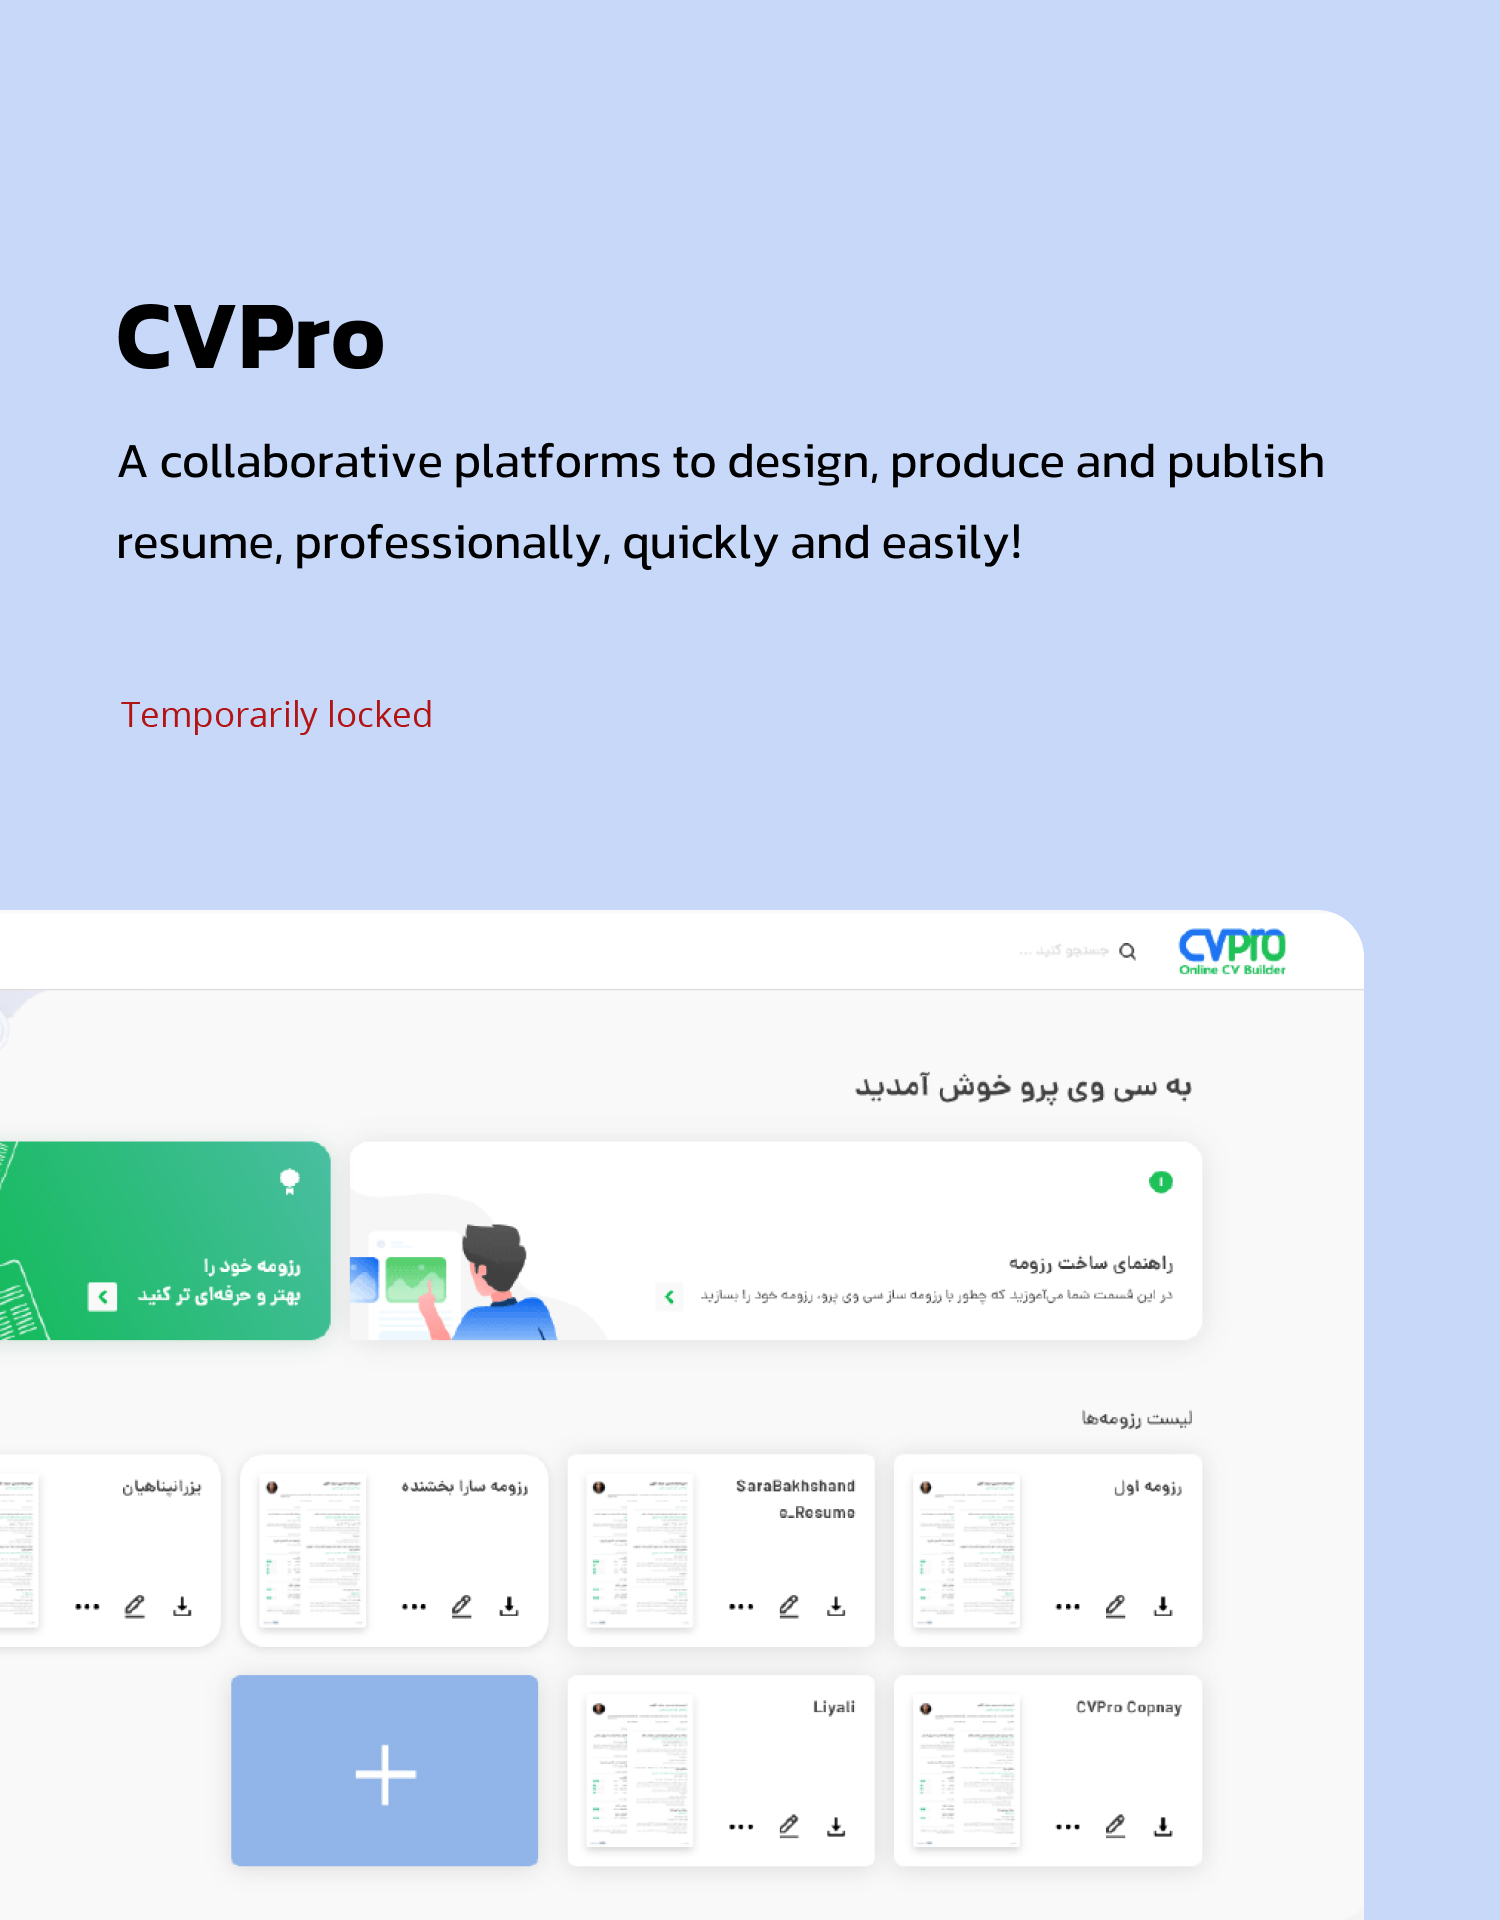 CVPro
A collaborative platforms to design, produce and publish
resume, professionally, quickly and easily!
Temporarily locked
CVPro
Online CV Builder
جستجو کنید ...
به سی وی پرو خوش آمدید
راهنمای ساخت رزومه
در این قسمت شما می‌آموزید که چطور با رزومه ساز سی وی پرو، رزومه خود را بسازید
رزومه خود را
بهتر و حرفه‌ای تر کنید
لیست رزومه‌ها
رزومه اول
SaraBakhshand
e_Resume
رزومه سارا بخشنده
CVPro Copnay
Liyali